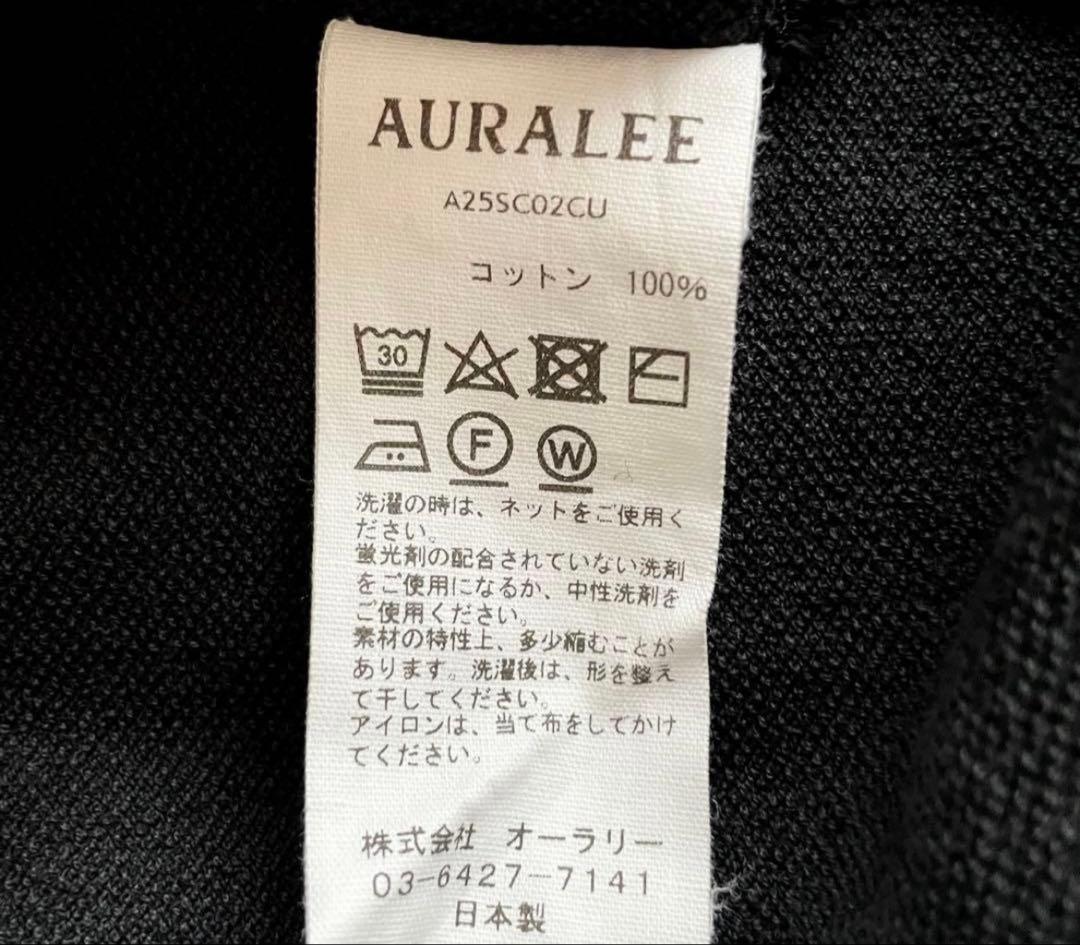 AURALEE
A25SC02CU
コットン 100%
30
F W
洗濯の時は、ネットをご使用く
ださい。
蛍光剤の配合されていない洗剤
をご使用になるか、中性洗剤を
ご使用ください。
素材の特性上、多少縮むことが
あります。洗濯後は、形を整え
て干してください。
アイロンは、当て布をしてかけ
てください。
株式会社 オーラリー
03-6427-7141
日本製